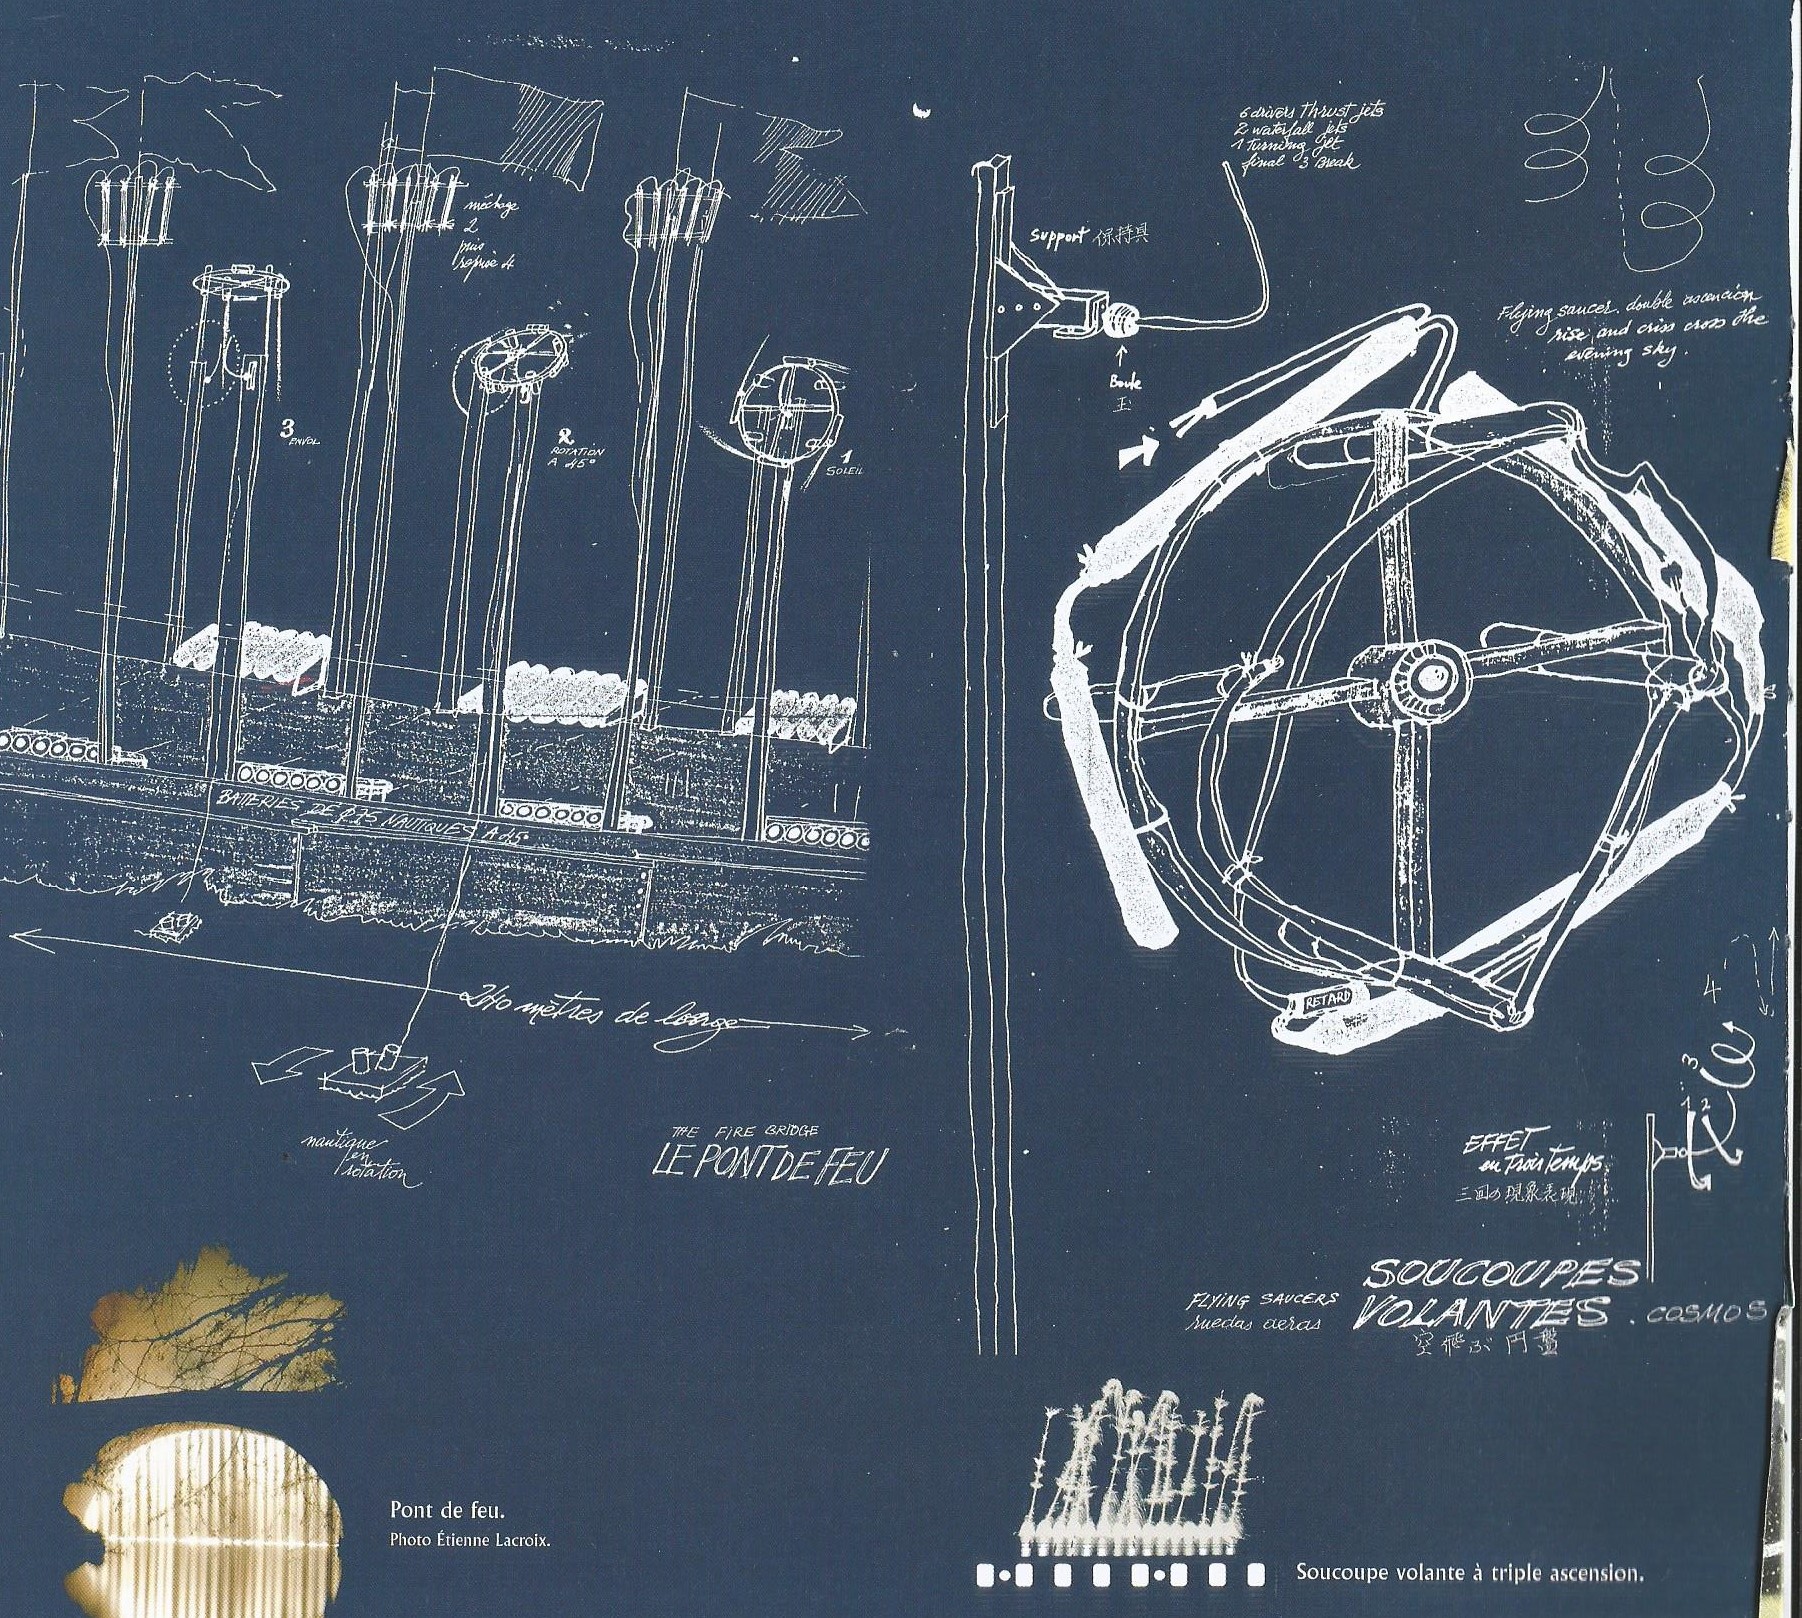 méchage
2
puis
reprise 4
3 ENVOL
2
ROTATION
A 45°
1
SOLEIL
BATTERIES DE NAUTIQUES A 45°
240 mètres de longe
nautique
en
rotation
THE FIRE BRIDGE
LE PONT DE FEU
Pont de feu.
Photo Étienne Lacroix.
6 drivers thrust jets
2 waterfall jets
1 turning jet
final 3 Break
Support 保持具
Boule
玉
Flying saucer. double ascencion
rise and criss cross the
evening sky.
RETARD
4
3
1 2
EFFET
en Trois Temps
三回の現象表現
SOUCOUPES
FLYING SAUCERS VOLANTES . COSMOS
ruedas aeras
空飛ぶ円盤
Soucoupe volante à triple ascension.